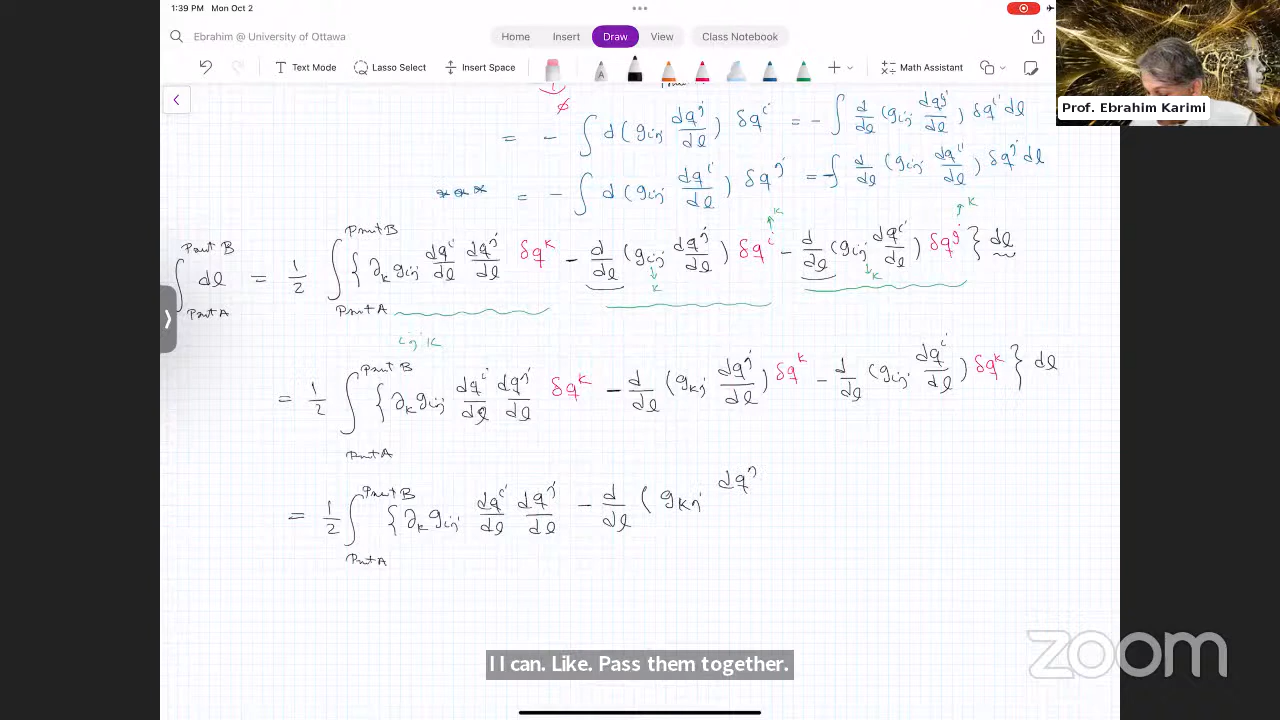 1:39 PM Mon Oct 2
Ebrahim @ University of Ottawa
Home Insert Draw View Class Notebook
Text Mode Lasso Select Insert Space Math Assistant
Prof. Ebrahim Karimi
= - ∫ d ( g_ij dq^j/dl ) δq^i = - ∫ d/dl ( g_ij dq^j/dl ) δq^i dl
*** = - ∫ d ( g_ij dq^i/dl ) δq^j = - ∫ d/dl ( g_ij dq^i/dl ) δq^j dl
∫ Point A Point B dl = 1/2 ∫ Point A Point B { ∂_k g_ij dq^i/dl dq^j/dl δq^k - d/dl ( g_ij dq^j/dl ) δq^i - d/dl ( g_ij dq^i/dl ) δq^j } dl
i j k
= 1/2 ∫ Point A Point B { ∂_k g_ij dq^i/dl dq^j/dl δq^k - d/dl ( g_kj dq^j/dl ) δq^k - d/dl ( g_ij dq^i/dl ) δq^k } dl
= 1/2 ∫ Point A Point B { ∂_k g_ij dq^i/dl dq^j/dl - d/dl ( g_kj dq^j
I I can. Like. Pass them together.
zoom